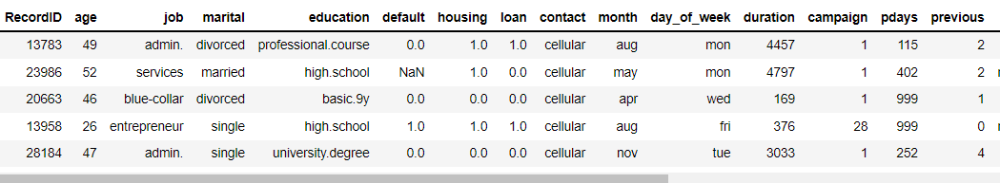 RecordID age job marital education default housing loan contact month day_of_week duration campaign pdays previous
13783 49 admin. divorced professional.course 0.0 1.0 1.0 cellular aug mon 4457 1 115 2
23986 52 services married high.school NaN 1.0 0.0 cellular may mon 4797 1 402 2
20663 46 blue-collar divorced basic.9y 0.0 0.0 0.0 cellular apr wed 169 1 999 1
13958 26 entrepreneur single high.school 1.0 1.0 1.0 cellular aug fri 376 28 999 0
28184 47 admin. single university.degree 0.0 0.0 0.0 cellular nov tue 3033 1 252 4